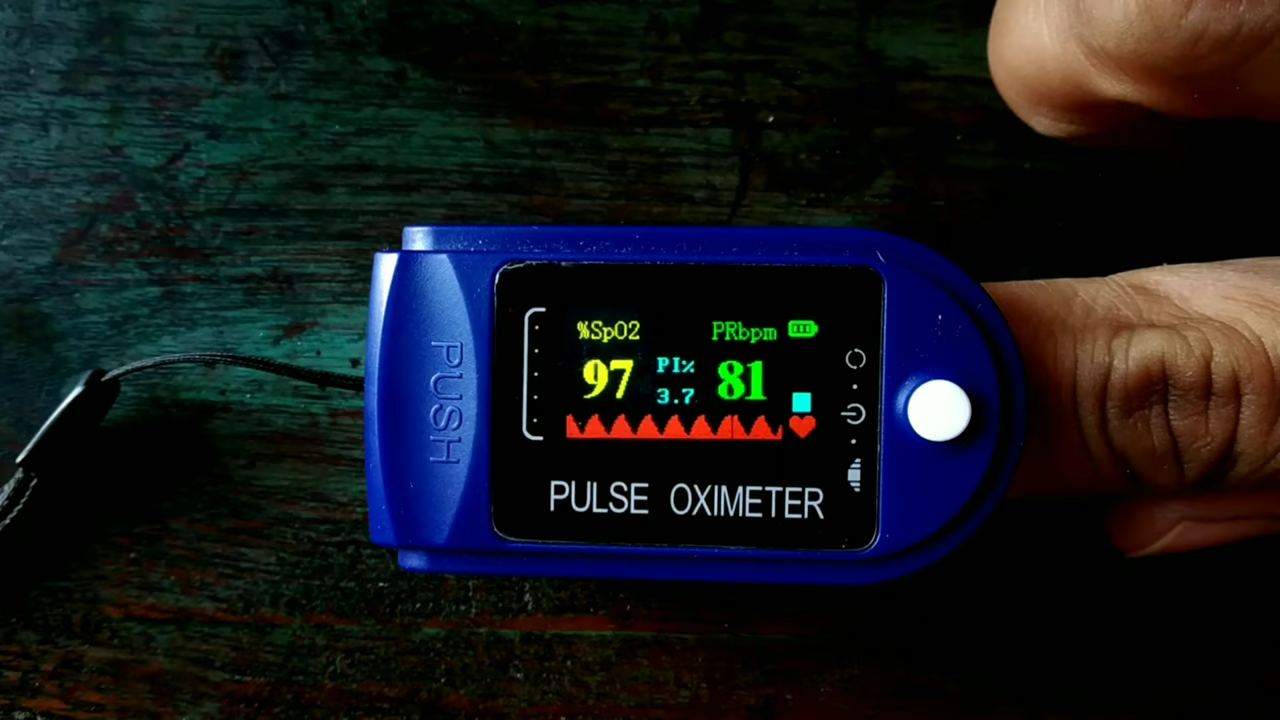 PUSH
%SpO2 PRbpm
97 PI% 81
3.7
PULSE OXIMETER